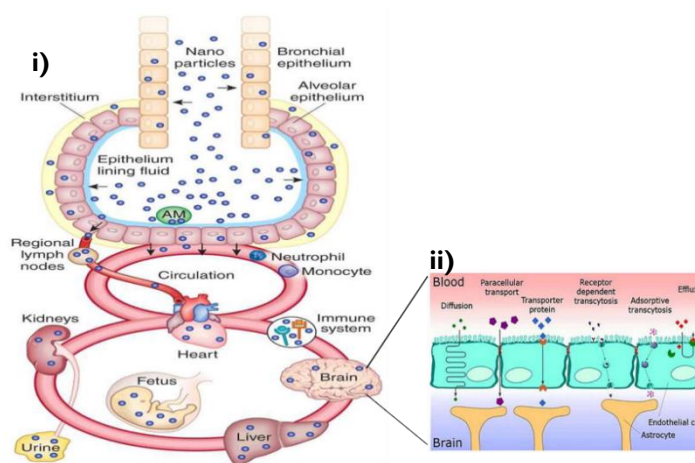 i)
Nano
particles
Bronchial
epithelium
Interstitium
Alveolar
epithelium
Epithelium
lining fluid
AM
Regional
lymph
nodes
Neutrophil
Monocyte
Circulation
Kidneys
Immune
system
Heart
Fetus
Brain
Liver
Urine
ii)
Blood
Diffusion
Paracellular
transport
Transporter
protein
Receptor
dependent
transcytosis
Adsorptive
transcytosis
Efflu
Endothelial c
Astrocyte
Brain